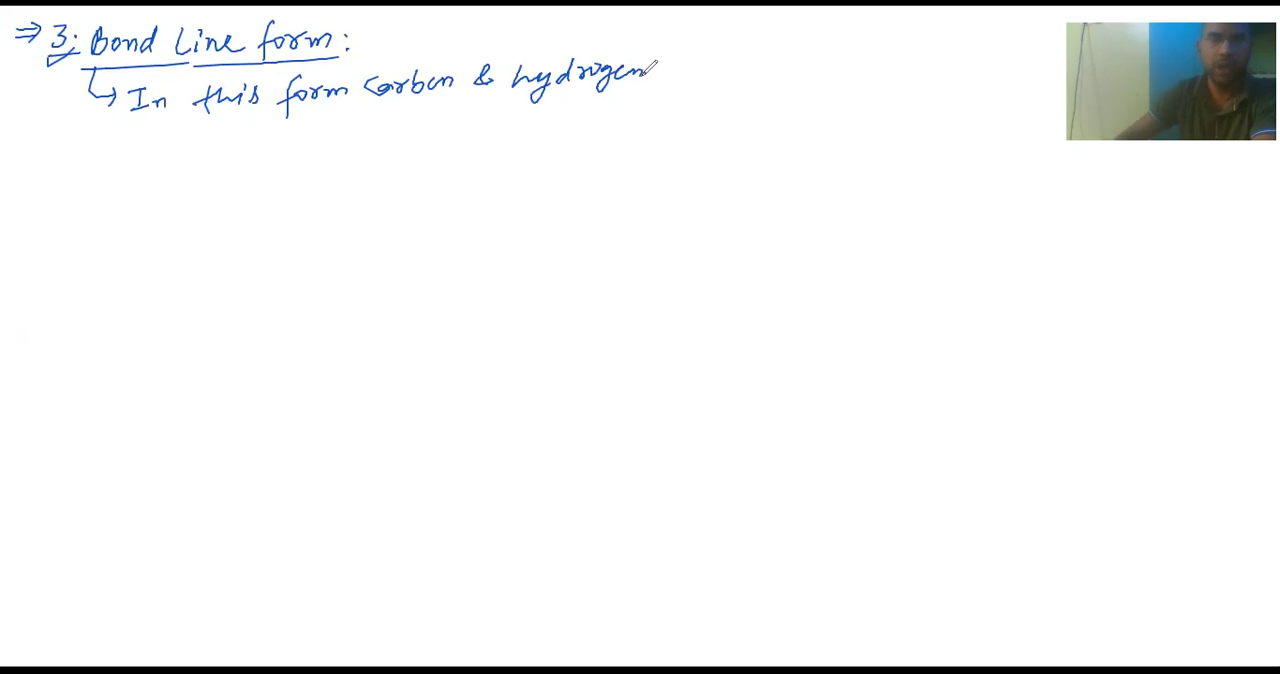 ⇒ 3. Bond Line form:
↳ In this form carbon & hydrogen